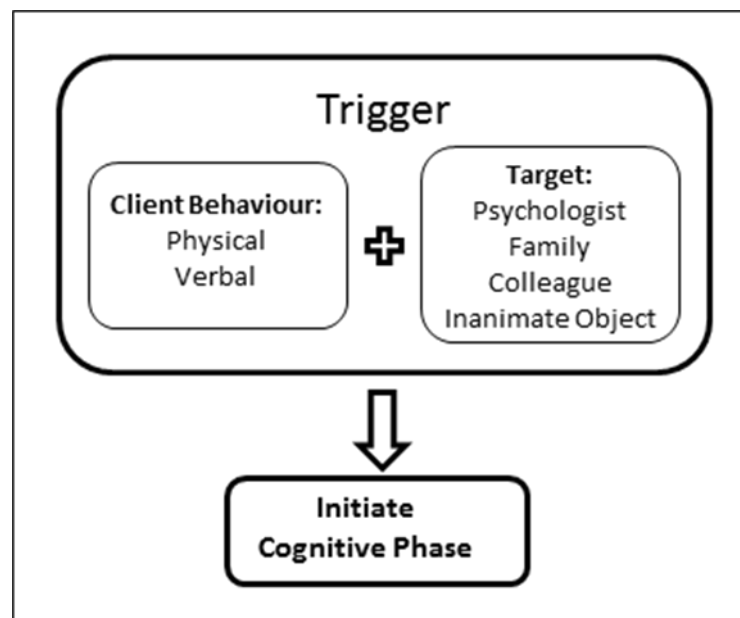 Trigger
Client Behaviour:
Physical
Verbal
Target:
Psychologist
Family
Colleague
Inanimate Object
Initiate
Cognitive Phase